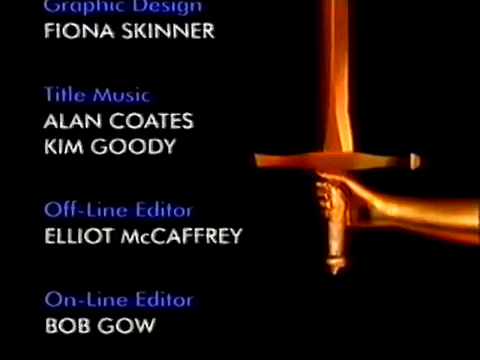 Graphic Design
FIONA SKINNER
Title Music
ALAN COATES
KIM GOODY
Off-Line Editor
ELLIOT McCAFFREY
On-Line Editor
BOB GOW